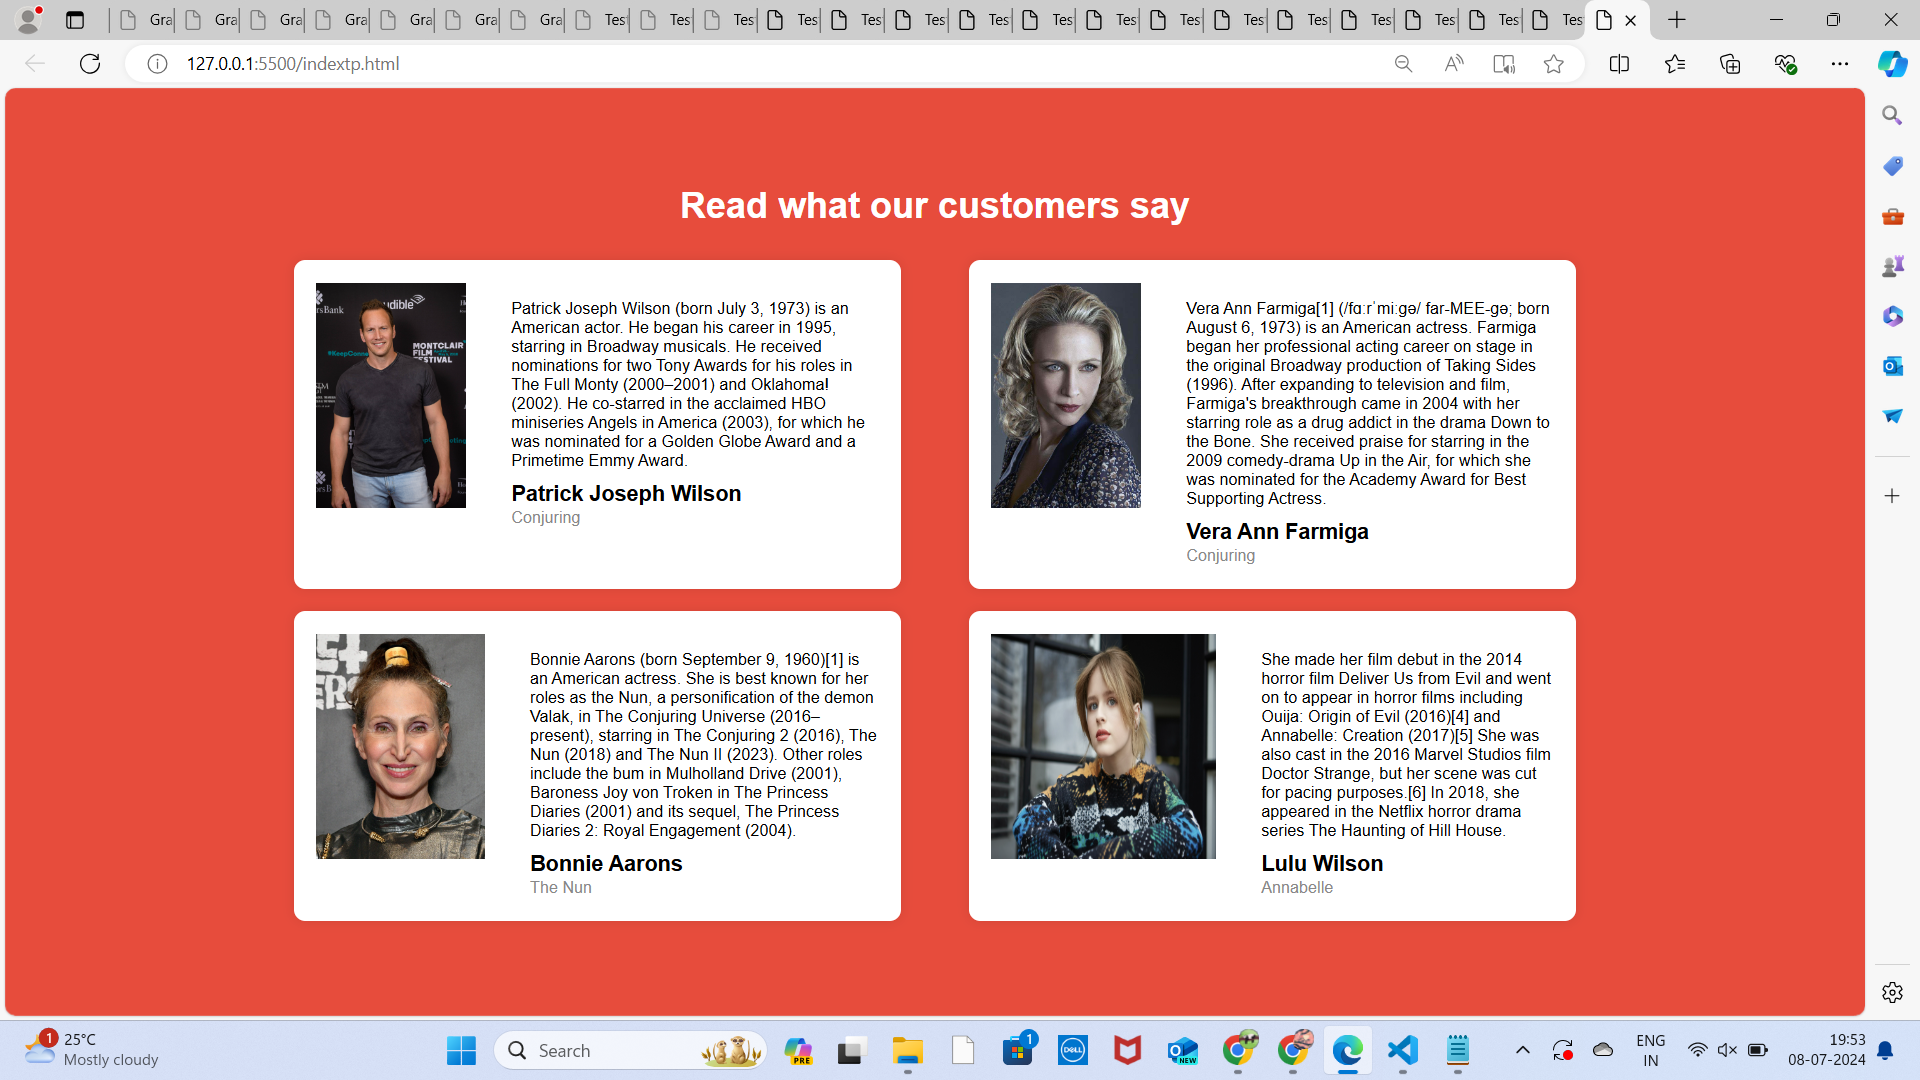 Gra Gra Gra Gra Gra Gra Gra Tes Tes Tes Tes Tes Tes Tes Tes Tes Tes Tes Tes Tes Tes Tes Tes
127.0.0.1:5500/indextp.html
Read what our customers say
Patrick Joseph Wilson (born July 3, 1973) is an
American actor. He began his career in 1995,
starring in Broadway musicals. He received
nominations for two Tony Awards for his roles in
The Full Monty (2000–2001) and Oklahoma!
(2002). He co-starred in the acclaimed HBO
miniseries Angels in America (2003), for which he
was nominated for a Golden Globe Award and a
Primetime Emmy Award.
Patrick Joseph Wilson
Conjuring
MONTCLAIR
FILM
FESTIVAL
Vera Ann Farmiga[1] (/fɑːrˈmiːɡə/ far-MEE-gə; born
August 6, 1973) is an American actress. Farmiga
began her professional acting career on stage in
the original Broadway production of Taking Sides
(1996). After expanding to television and film,
Farmiga's breakthrough came in 2004 with her
starring role as a drug addict in the drama Down to
the Bone. She received praise for starring in the
2009 comedy-drama Up in the Air, for which she
was nominated for the Academy Award for Best
Supporting Actress.
Vera Ann Farmiga
Conjuring
Bonnie Aarons (born September 9, 1960)[1] is
an American actress. She is best known for her
roles as the Nun, a personification of the demon
Valak, in The Conjuring Universe (2016–
present), starring in The Conjuring 2 (2016), The
Nun (2018) and The Nun II (2023). Other roles
include the bum in Mulholland Drive (2001),
Baroness Joy von Troken in The Princess
Diaries (2001) and its sequel, The Princess
Diaries 2: Royal Engagement (2004).
Bonnie Aarons
The Nun
She made her film debut in the 2014
horror film Deliver Us from Evil and went
on to appear in horror films including
Ouija: Origin of Evil (2016)[4] and
Annabelle: Creation (2017)[5] She was
also cast in the 2016 Marvel Studios film
Doctor Strange, but her scene was cut
for pacing purposes.[6] In 2018, she
appeared in the Netflix horror drama
series The Haunting of Hill House.
Lulu Wilson
Annabelle
1
25°C
Mostly cloudy
Search
PRE
1
DELL
NEW
ENG
IN
19:53
08-07-2024